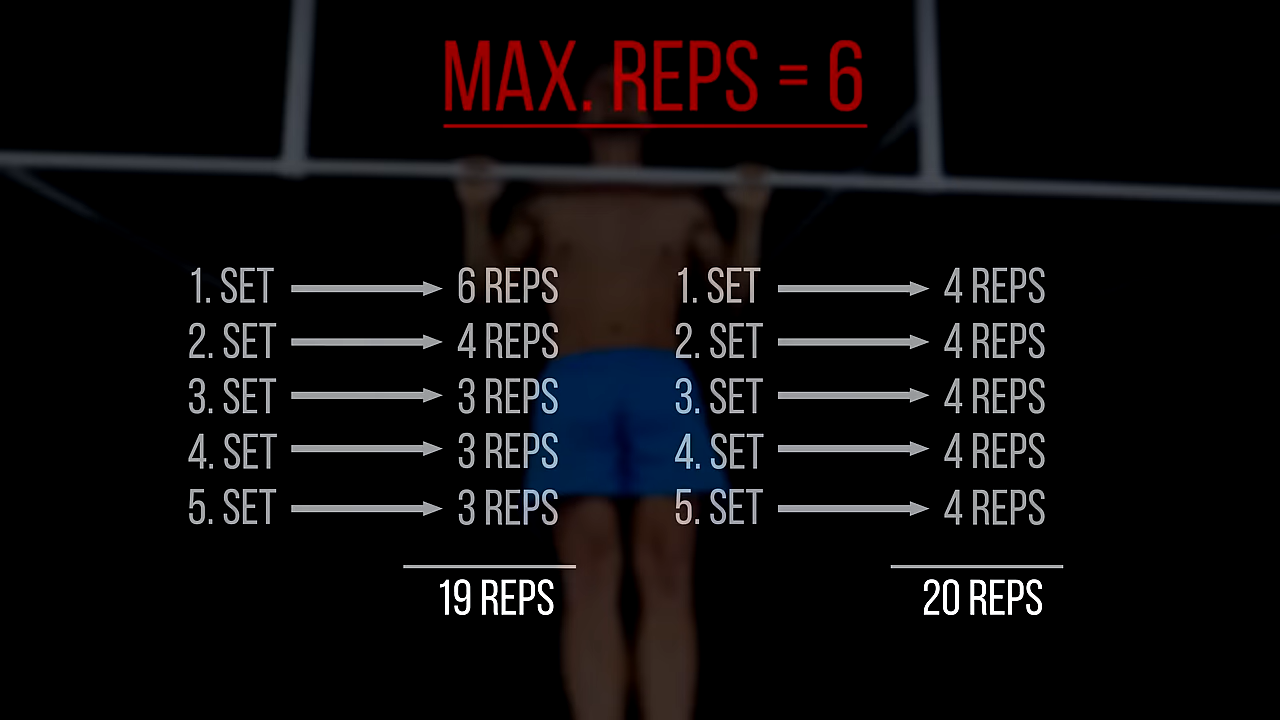 MAX. REPS = 6
1. SET 6 REPS
2. SET 4 REPS
3. SET 3 REPS
4. SET 3 REPS
5. SET 3 REPS
19 REPS
1. SET 4 REPS
2. SET 4 REPS
3. SET 4 REPS
4. SET 4 REPS
5. SET 4 REPS
20 REPS